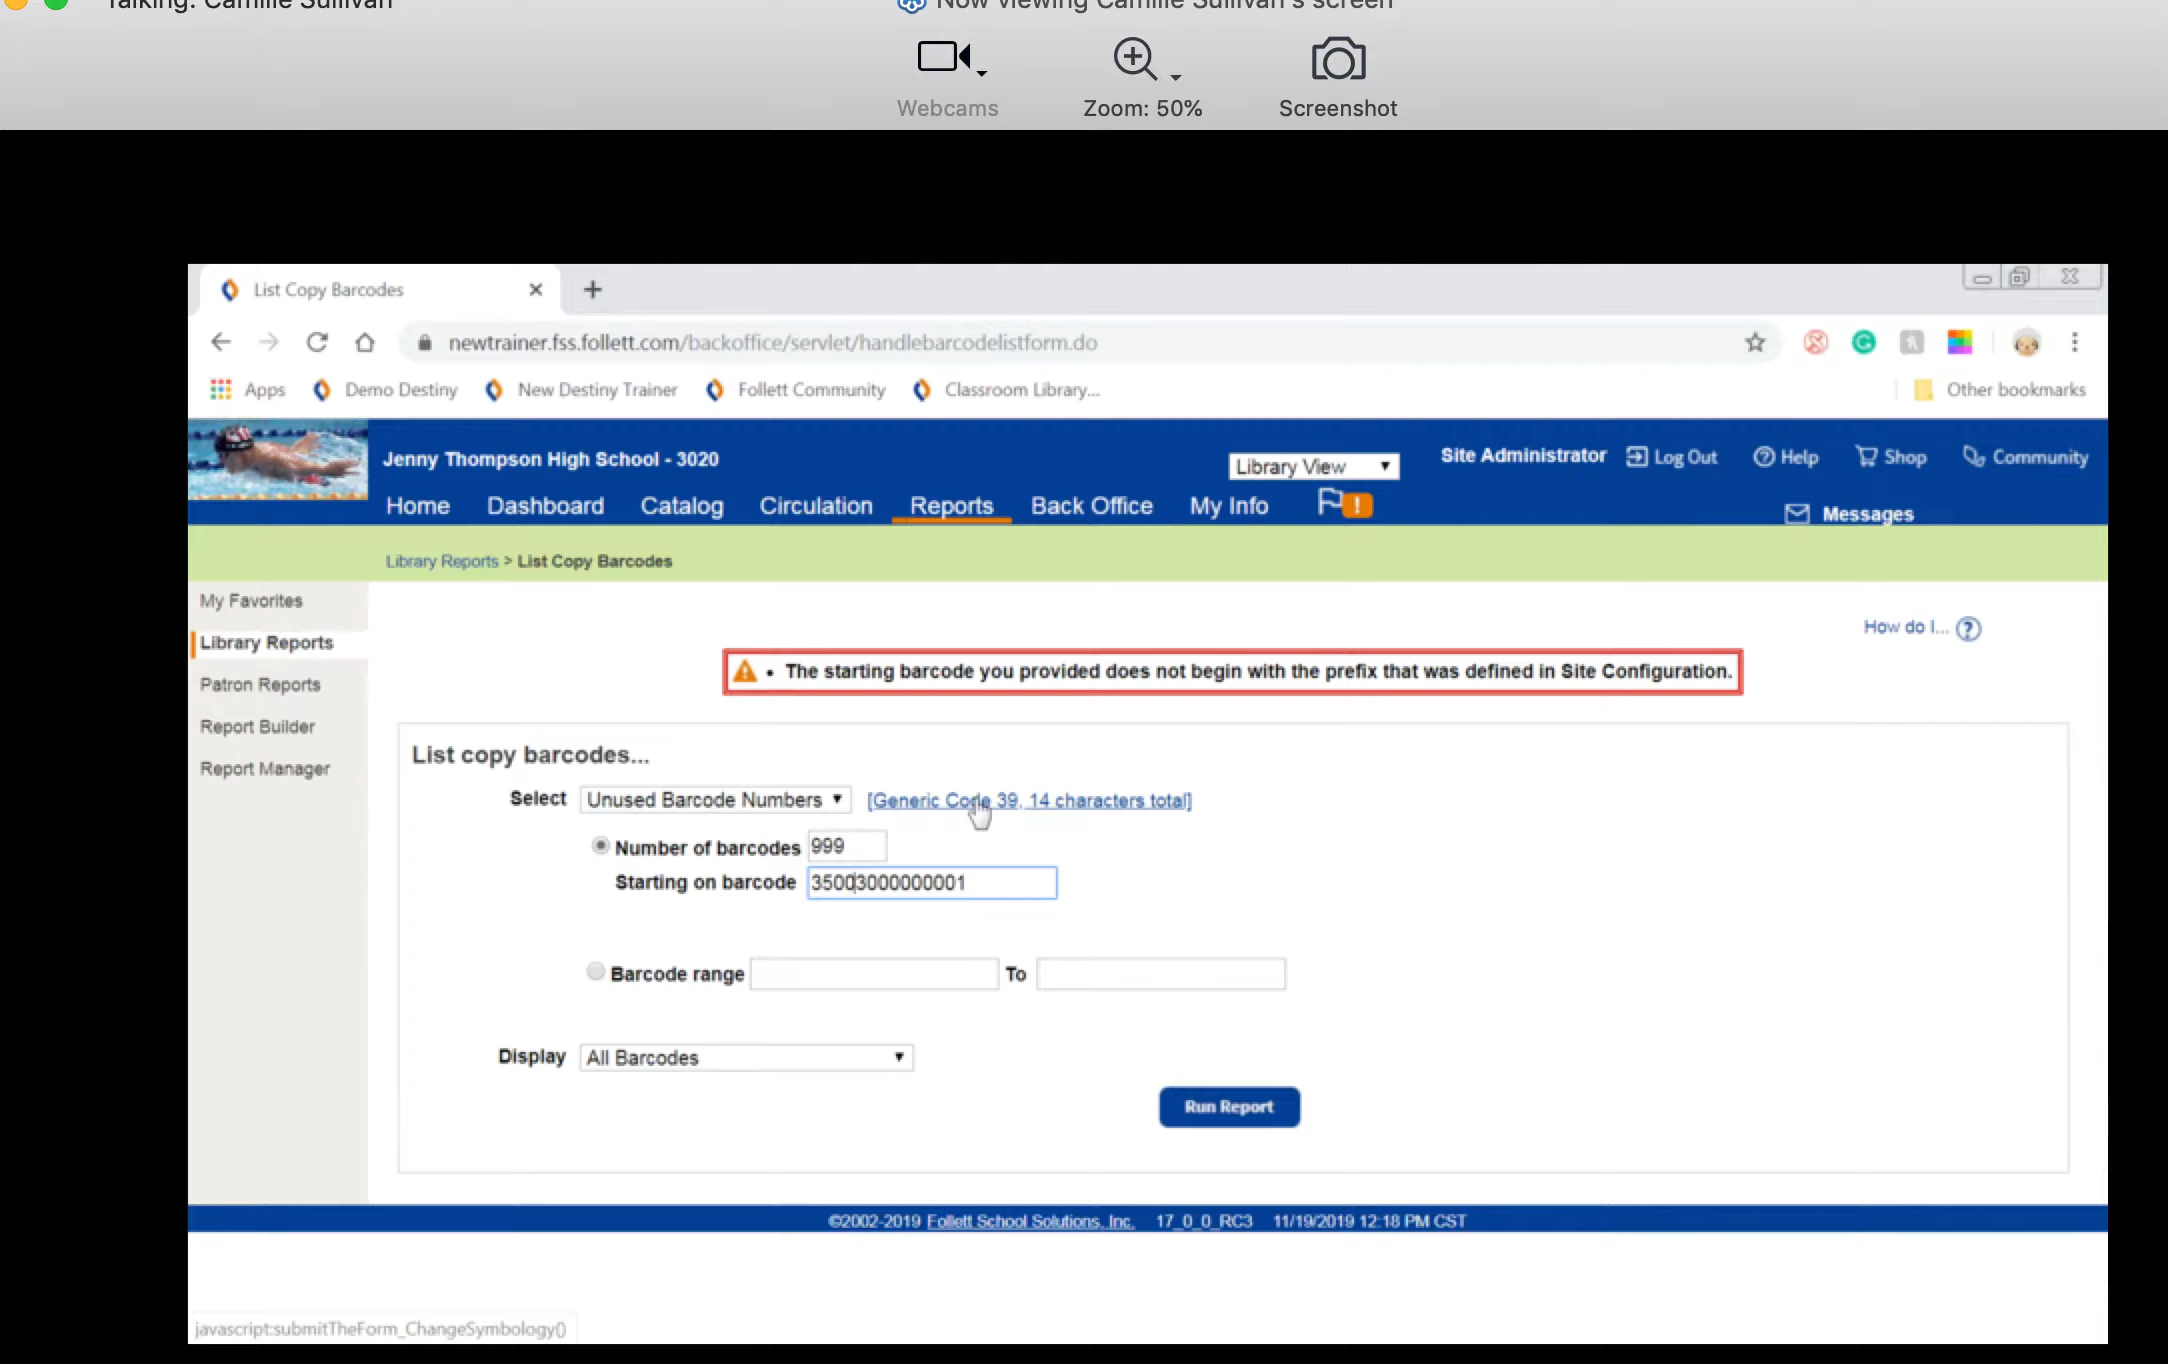 Talking: Camille Sullivan
Now viewing Camille Sullivan's screen
Webcams
Zoom: 50%
Screenshot
List Copy Barcodes
newtrainer.fss.follett.com/backoffice/servlet/handlebarcodelistform.do
Apps
Demo Destiny
New Destiny Trainer
Follett Community
Classroom Library...
Other bookmarks
Jenny Thompson High School - 3020
Library View
Site Administrator
Log Out
Help
Shop
Community
Home
Dashboard
Catalog
Circulation
Reports
Back Office
My Info
!
Messages
Library Reports > List Copy Barcodes
My Favorites
Library Reports
Patron Reports
Report Builder
Report Manager
How do I... ?
• The starting barcode you provided does not begin with the prefix that was defined in Site Configuration.
List copy barcodes...
Select Unused Barcode Numbers [Generic Code 39, 14 characters total]
Number of barcodes 999
Starting on barcode 35003000000001
Barcode range To
Display All Barcodes
Run Report
©2002-2019 Follett School Solutions, Inc. 17_0_0_RC3 11/19/2019 12:18 PM CST
javascript:submitTheForm_ChangeSymbology()